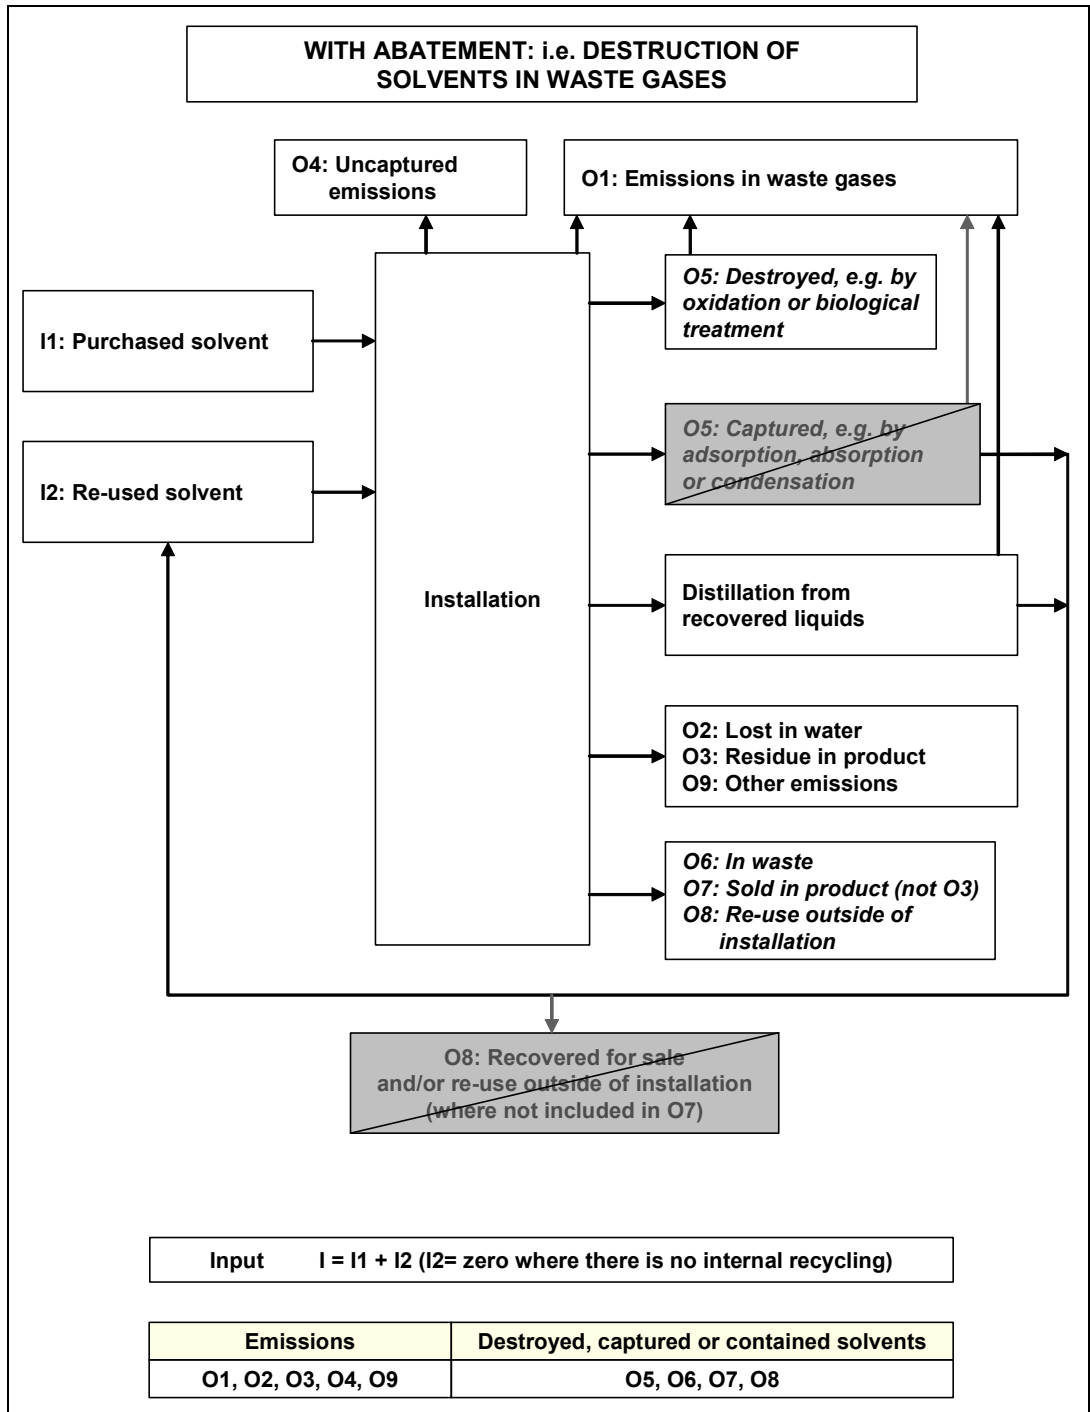 WITH ABATEMENT: i.e. DESTRUCTION OF
SOLVENTS IN WASTE GASES
O4: Uncaptured
emissions
O1: Emissions in waste gases
O5: Destroyed, e.g. by
oxidation or biological
treatment
I1: Purchased solvent
O5: Captured, e.g. by
adsorption, absorption
or condensation
I2: Re-used solvent
Installation
Distillation from
recovered liquids
O2: Lost in water
O3: Residue in product
O9: Other emissions
O6: In waste
O7: Sold in product (not O3)
O8: Re-use outside of
installation
O8: Recovered for sale
and/or re-use outside of installation
(where not included in O7)
Input I = I1 + I2 (I2= zero where there is no internal recycling)
Emissions Destroyed, captured or contained solvents
O1, O2, O3, O4, O9 O5, O6, O7, O8